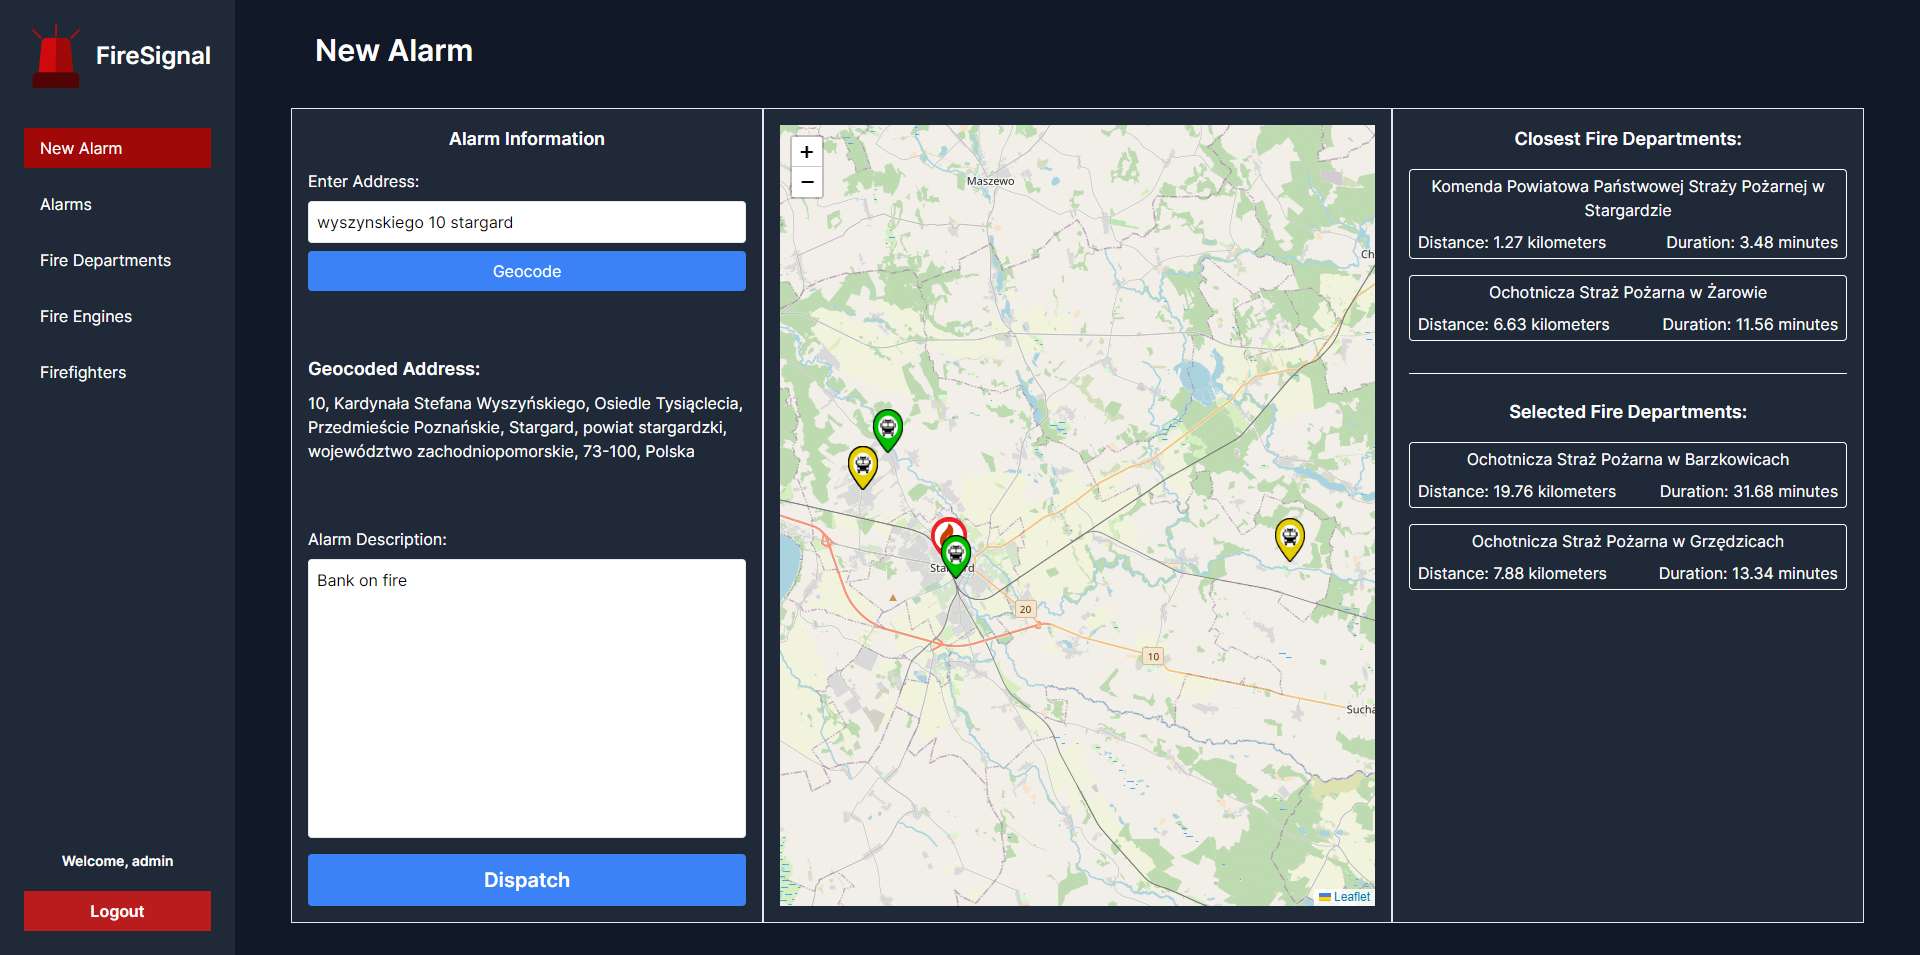 FireSignal
New Alarm
Alarms
Fire Departments
Fire Engines
Firefighters
Welcome, admin
Logout
New Alarm
Alarm Information
Enter Address:
wyszynskiego 10 stargard
Geocode
Geocoded Address:
10, Kardynała Stefana Wyszyńskiego, Osiedle Tysiąclecia,
Przedmieście Poznańskie, Stargard, powiat stargardzki,
województwo zachodniopomorskie, 73-100, Polska
Alarm Description:
Bank on fire
Dispatch
+
−
Maszewo
Ch
20
10
Sucha
Leaflet
Closest Fire Departments:
Komenda Powiatowa Państwowej Straży Pożarnej w
Stargardzie
Distance: 1.27 kilometers Duration: 3.48 minutes
Ochotnicza Straż Pożarna w Żarowie
Distance: 6.63 kilometers Duration: 11.56 minutes
Selected Fire Departments:
Ochotnicza Straż Pożarna w Barzkowicach
Distance: 19.76 kilometers Duration: 31.68 minutes
Ochotnicza Straż Pożarna w Grzędzicach
Distance: 7.88 kilometers Duration: 13.34 minutes